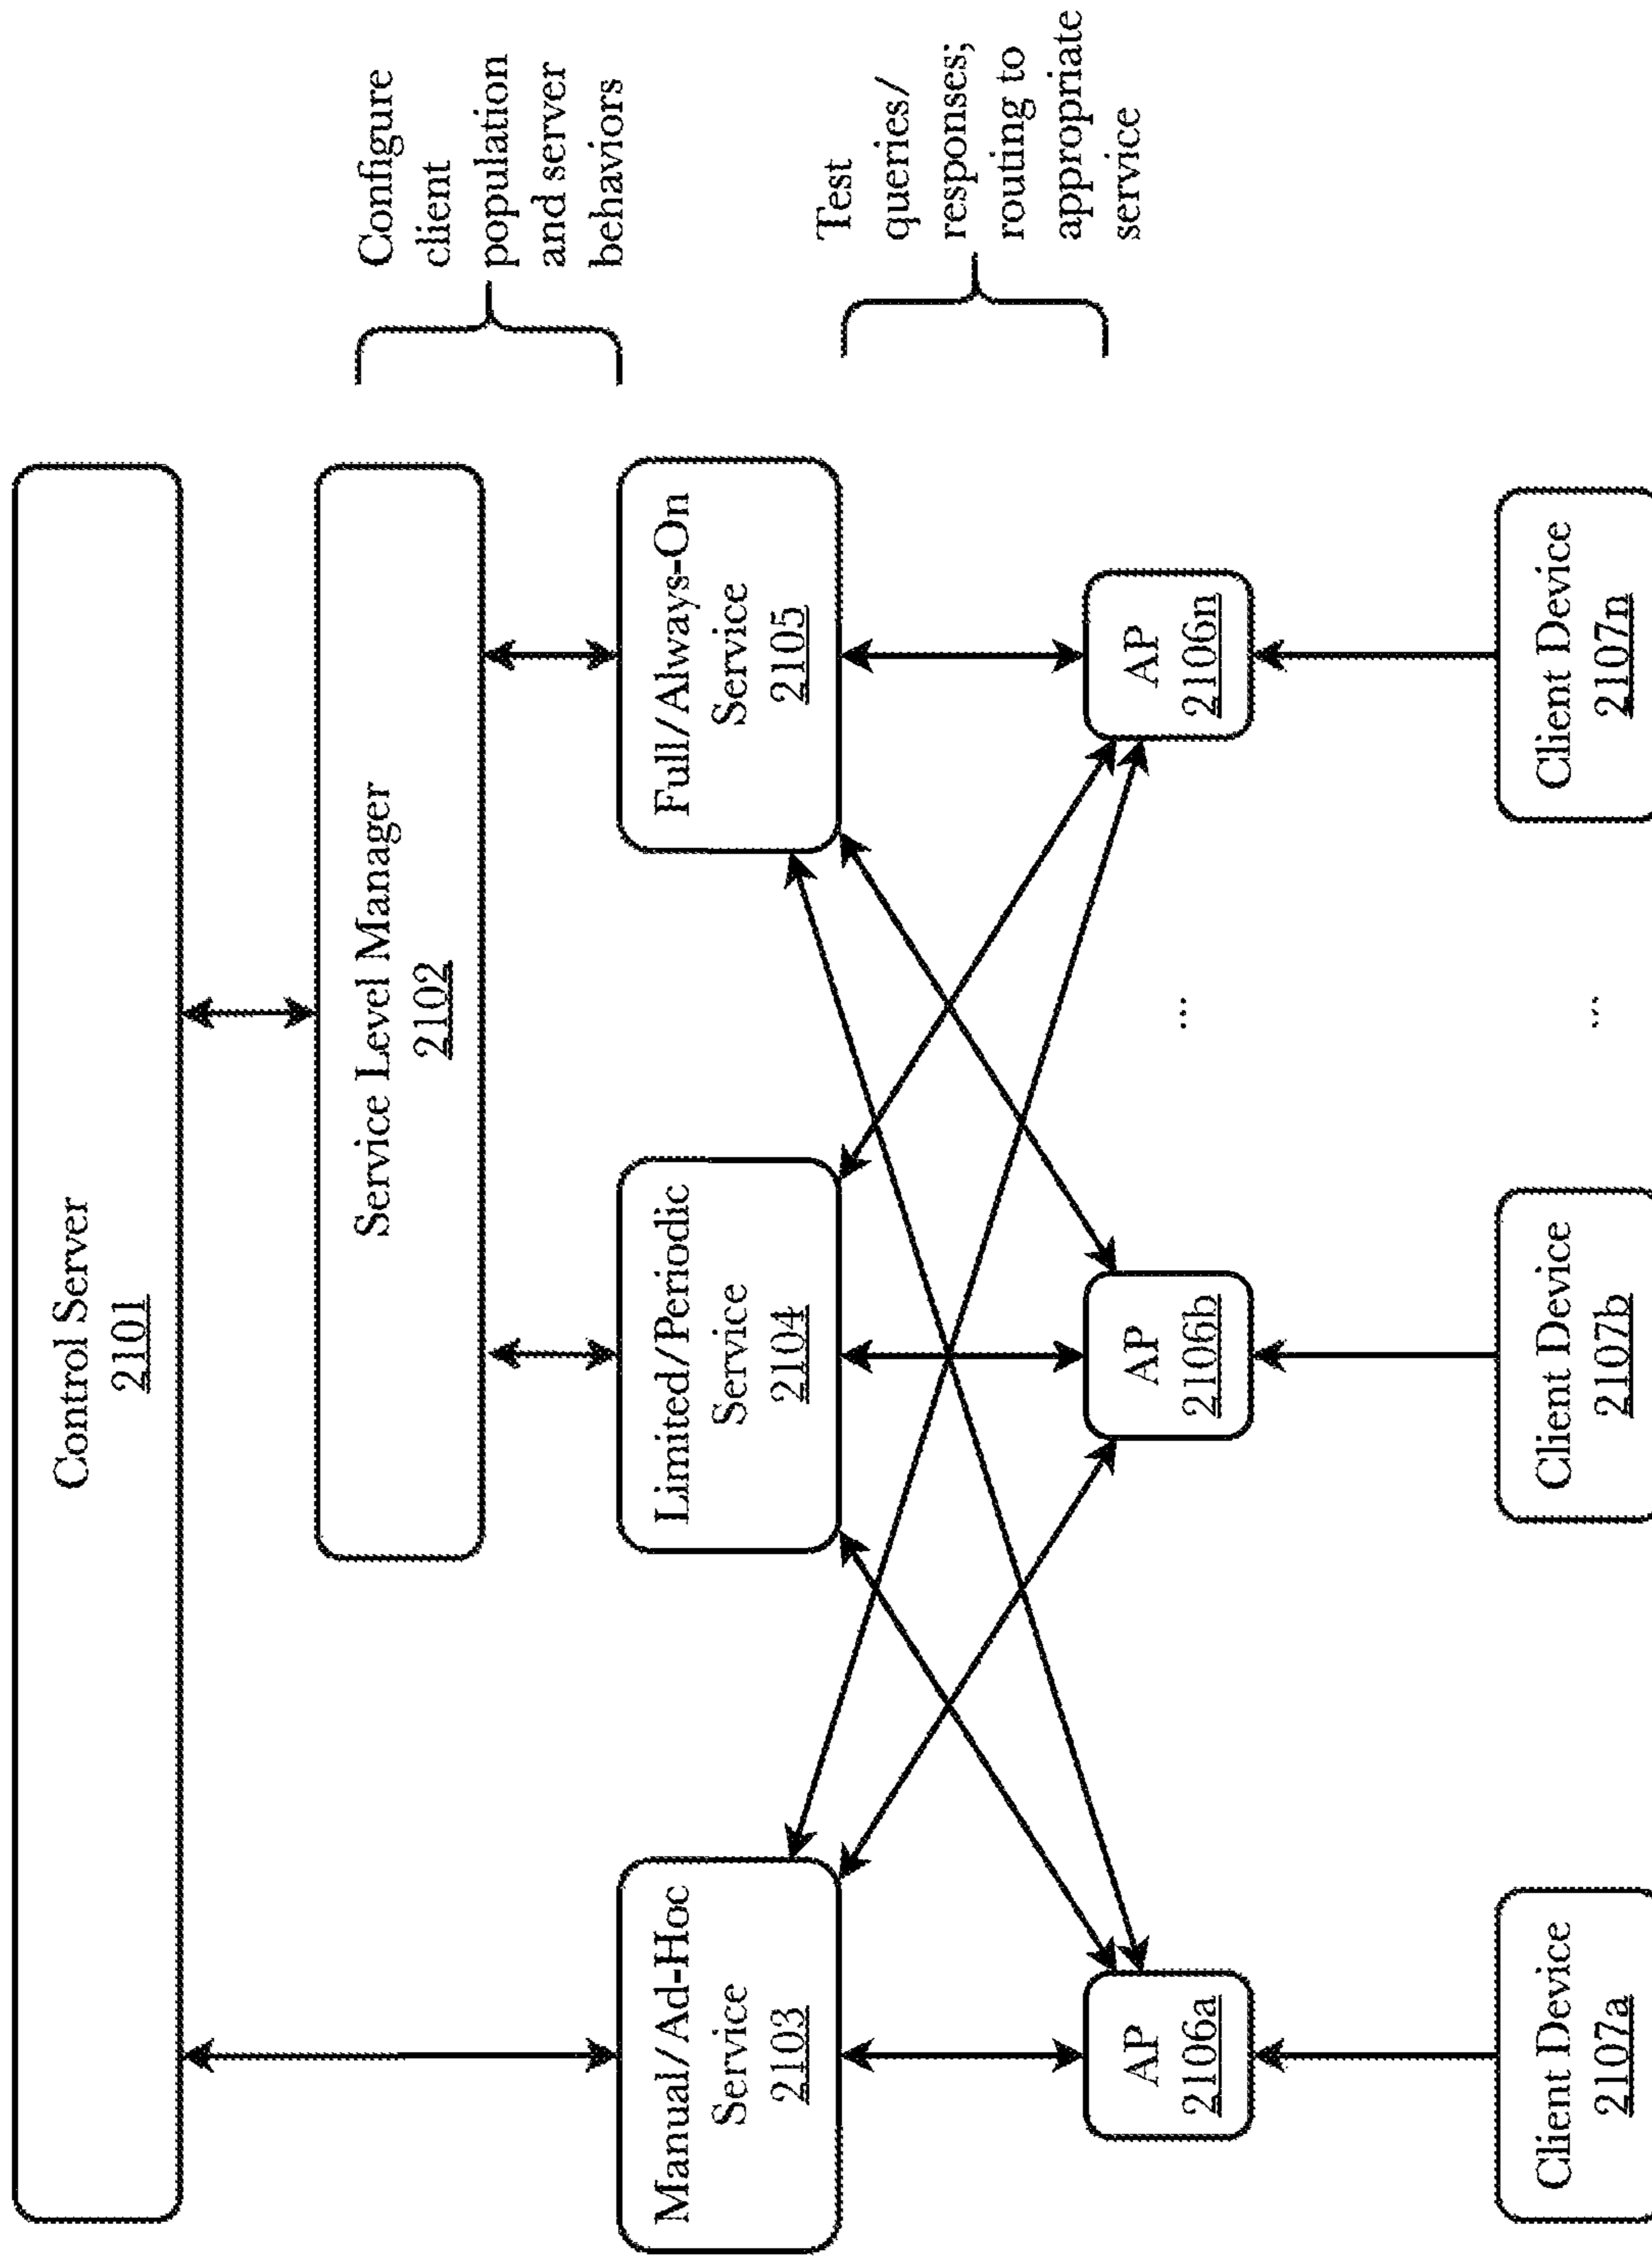 Control Server
2101
Service Level Manager
2102
Configure
client
population
and server
behaviors
Manual/Ad-Hoc
Service
2103
Limited/Periodic
Service
2104
Full/Always-On
Service
2105
Test
queries/
responses;
routing to
appropriate
service
AP
2106a
AP
2106b
...
AP
2106n
Client Device
2107a
Client Device
2107b
...
Client Device
2107n